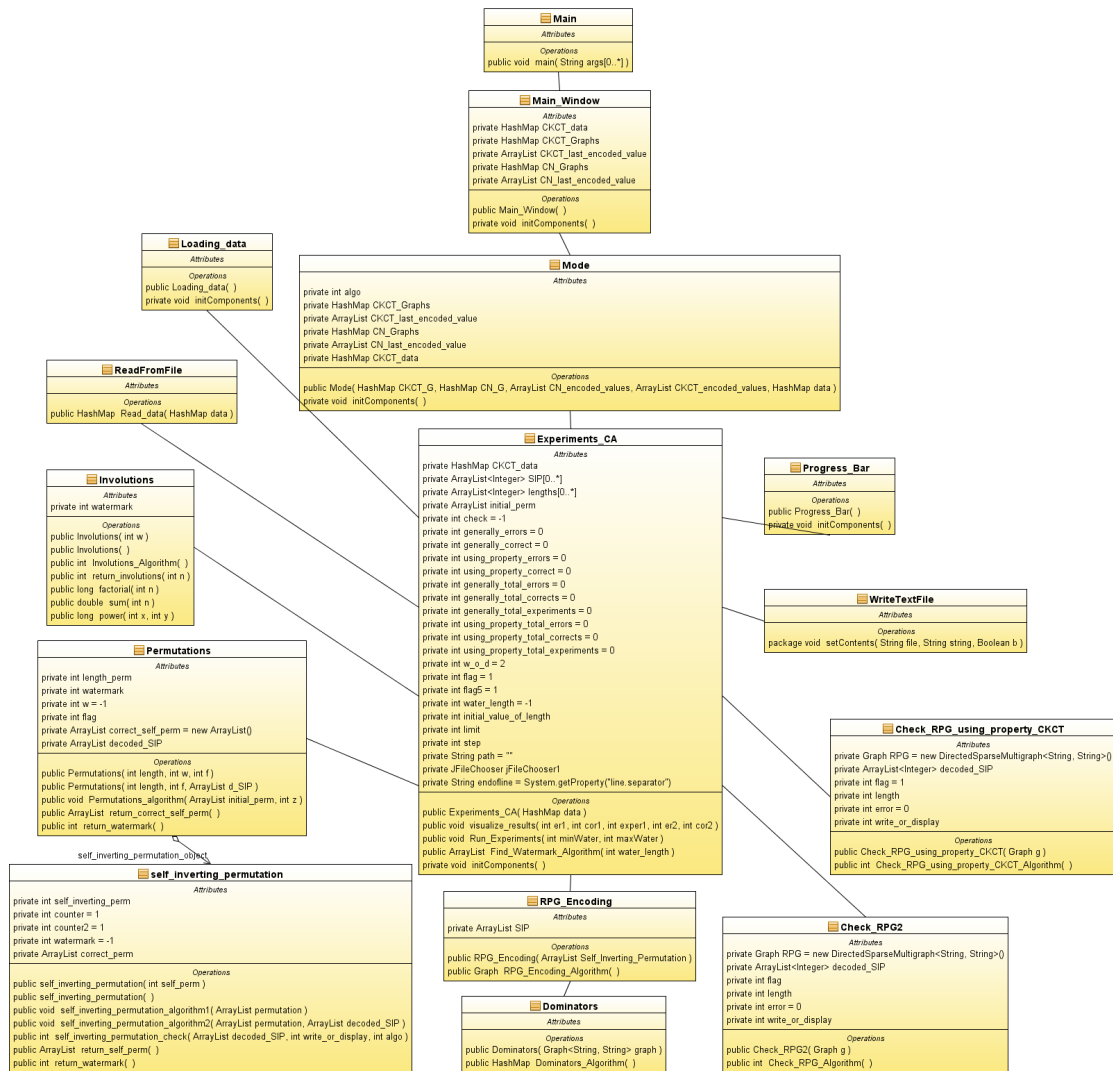 Main
Attributes
Operations
public void main( String args[0..*] )
Main_Window
Attributes
private HashMap CKCT_data
private HashMap CKCT_Graphs
private ArrayList CKCT_last_encoded_value
private HashMap CN_Graphs
private ArrayList CN_last_encoded_value
Operations
public Main_Window( )
private void initComponents( )
Loading_data
Attributes
Operations
public Loading_data( )
private void initComponents( )
Mode
Attributes
private int algo
private HashMap CKCT_Graphs
private ArrayList CKCT_last_encoded_value
private HashMap CN_Graphs
private ArrayList CN_last_encoded_value
private HashMap CKCT_data
Operations
public Mode( HashMap CKCT_G, HashMap CN_G, ArrayList CN_encoded_values, ArrayList CKCT_encoded_values, HashMap data )
private void initComponents( )
ReadFromFile
Attributes
Operations
public HashMap Read_data( HashMap data )
Experiments_CA
Attributes
private HashMap CKCT_data
private ArrayList<Integer> SIP[0..*]
private ArrayList<Integer> lengths[0..*]
private ArrayList initial_perm
private int check = -1
private int generally_errors = 0
private int generally_correct = 0
private int using_property_errors = 0
private int using_property_correct = 0
private int generally_total_errors = 0
private int generally_total_corrects = 0
private int generally_total_experiments = 0
private int using_property_total_errors = 0
private int using_property_total_corrects = 0
private int using_property_total_experiments = 0
private int w_o_d = 2
private int flag = 1
private int flag5 = 1
private int water_length = -1
private int initial_value_of_length
private int limit
private int step
private String path = ""
private JFileChooser jFileChooser1
private String endofline = System.getProperty("line.separator")
Operations
public Experiments_CA( HashMap data )
public void visualize_results( int er1, int cor1, int exper1, int er2, int cor2 )
public void Run_Experiments( int minWater, int maxWater )
public ArrayList Find_Watermark_Algorithm( int water_length )
private void initComponents( )
Progress_Bar
Attributes
Operations
public Progress_Bar( )
private void initComponents( )
Involutions
Attributes
private int watermark
Operations
public Involutions( int w )
public Involutions( )
public int Involutions_Algorithm( )
public int return_involutions( int n )
public long factorial( int n )
public double sum( int n )
public long power( int x, int y )
WriteTextFile
Attributes
Operations
package void setContents( String file, String string, Boolean b )
Permutations
Attributes
private int length_perm
private int watermark
private int w = -1
private int flag
private ArrayList correct_self_perm = new ArrayList()
private ArrayList decoded_SIP
Operations
public Permutations( int length, int w, int f )
public Permutations( int length, int f, ArrayList d_SIP )
public void Permutations_algorithm( ArrayList initial_perm, int z )
public ArrayList return_correct_self_perm( )
public int return_watermark( )
self_inverting_permutation_object
Check_RPG_using_property_CKCT
Attributes
private Graph RPG = new DirectedSparseMultigraph<String, String>()
private ArrayList<Integer> decoded_SIP
private int flag = 1
private int length
private int error = 0
private int write_or_display
Operations
public Check_RPG_using_property_CKCT( Graph g )
public int Check_RPG_using_property_CKCT_Algorithm( )
self_inverting_permutation
Attributes
private int self_inverting_perm
private int counter = 1
private int counter2 = 1
private int watermark = -1
private ArrayList correct_perm
Operations
public self_inverting_permutation( int self_perm )
public self_inverting_permutation( )
public void self_inverting_permutation_algorithm1( ArrayList permutation )
public void self_inverting_permutation_algorithm2( ArrayList permutation, ArrayList decoded_SIP )
public int self_inverting_permutation_check( ArrayList decoded_SIP, int write_or_display, int algo )
public ArrayList return_self_perm( )
public int return_watermark( )
RPG_Encoding
Attributes
private ArrayList SIP
Operations
public RPG_Encoding( ArrayList Self_Inverting_Permutation )
public Graph RPG_Encoding_Algorithm( )
Dominators
Attributes
Operations
public Dominators( Graph<String, String> graph )
public HashMap Dominators_Algorithm( )
Check_RPG2
Attributes
private Graph RPG = new DirectedSparseMultigraph<String, String>()
private ArrayList<Integer> decoded_SIP
private int flag
private int length
private int error = 0
private int write_or_display
Operations
public Check_RPG2( Graph g )
public int Check_RPG_Algorithm( )